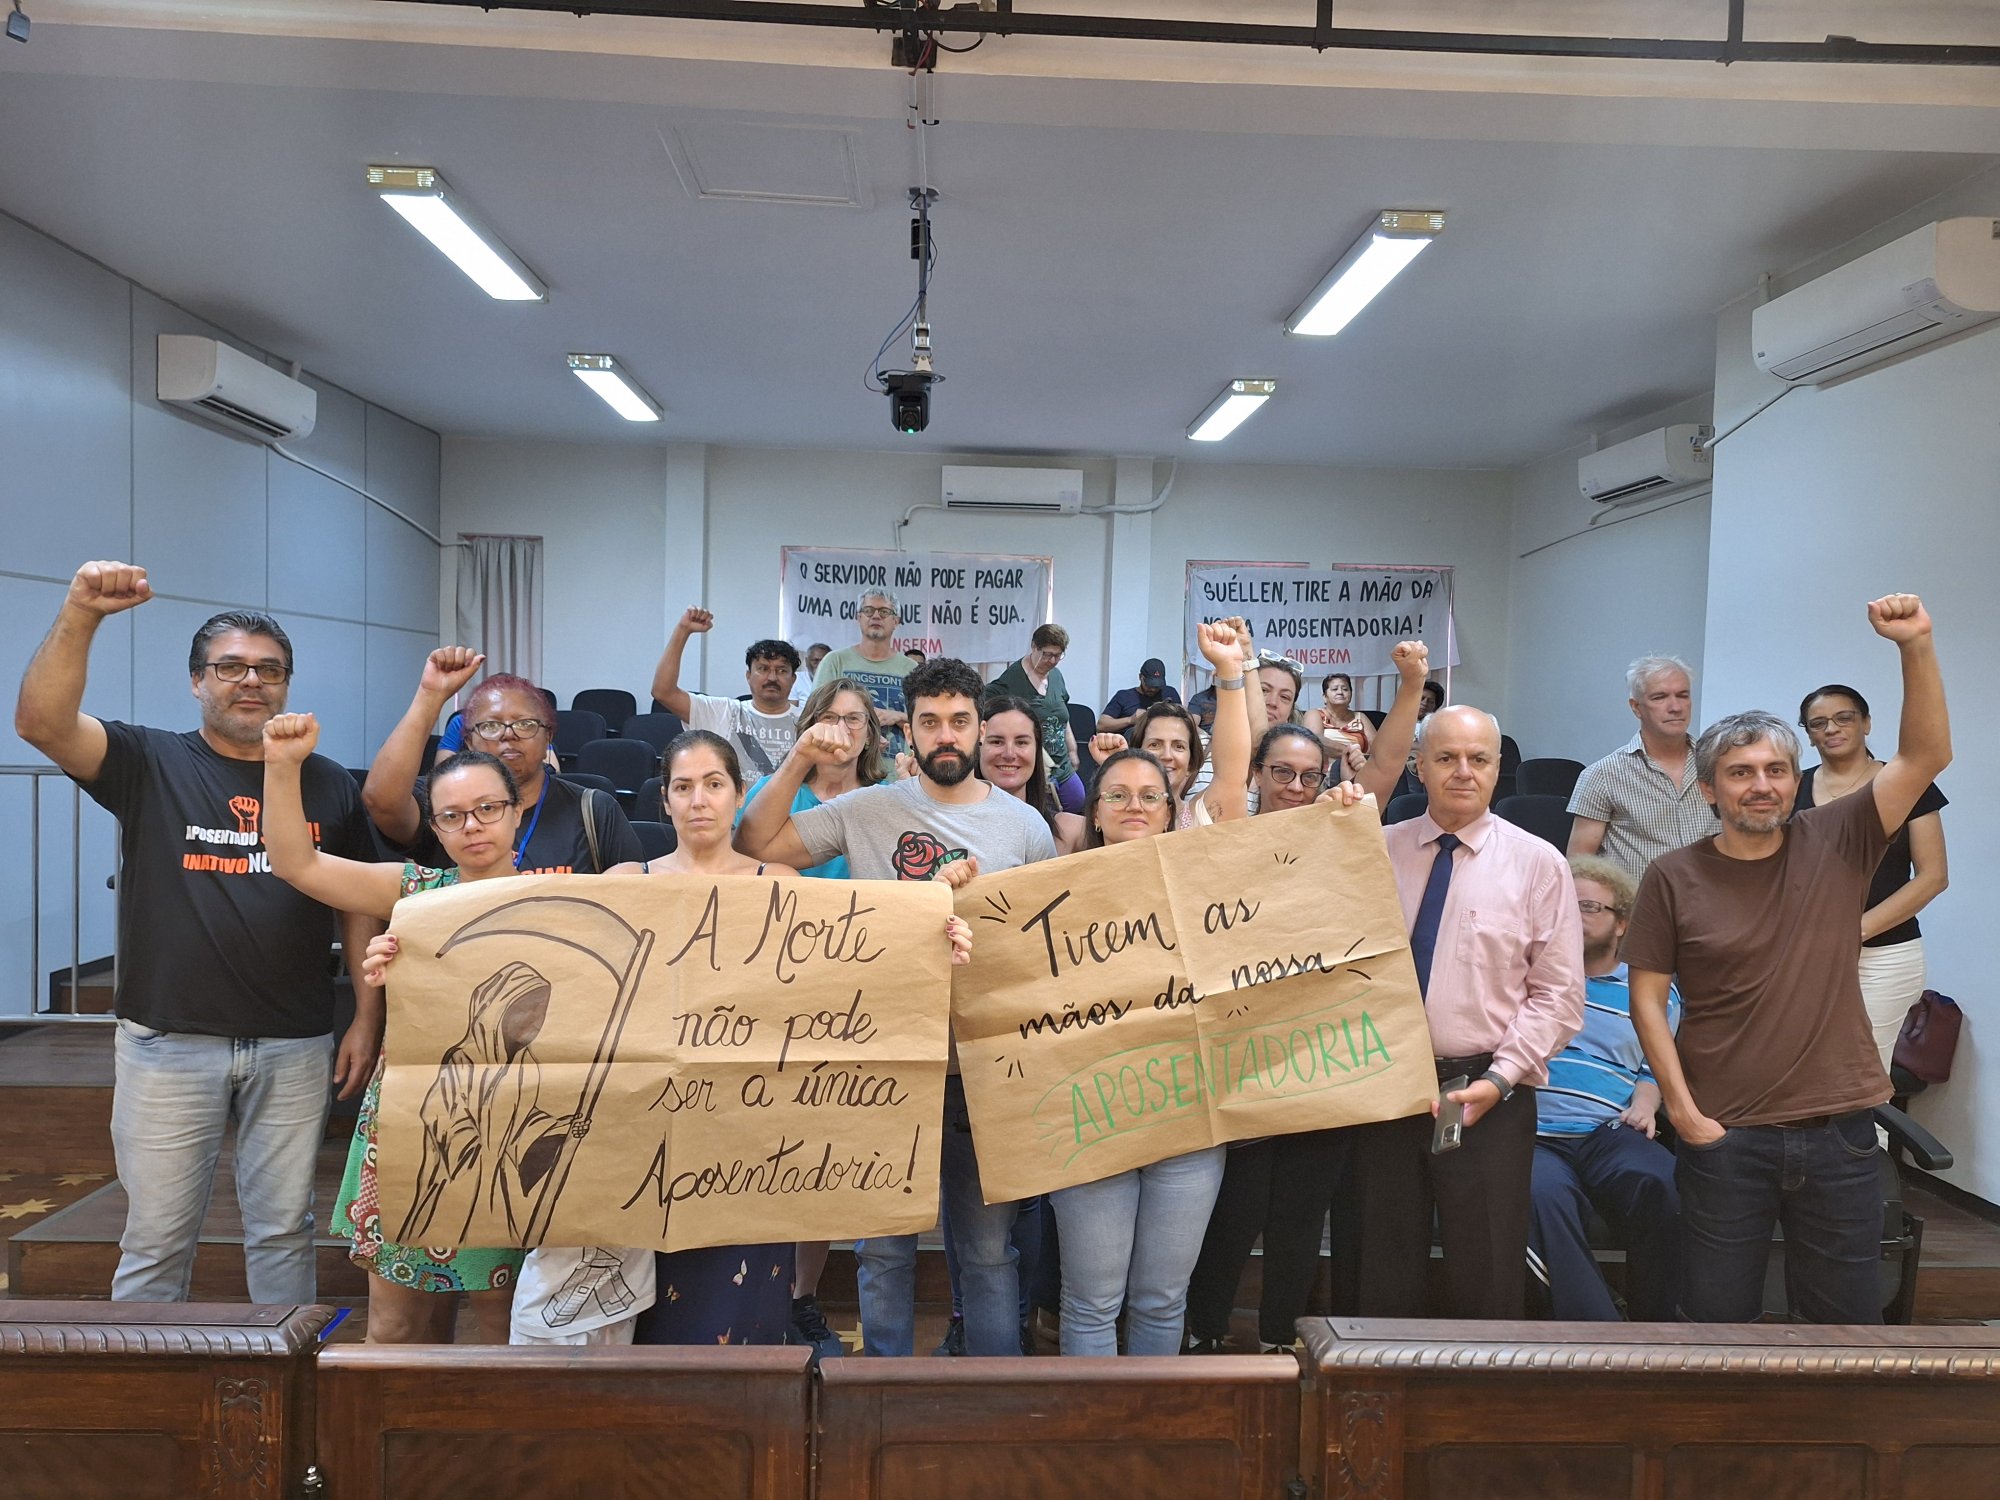 O SERVIDOR NÃO PODE PAGAR
UMA QUE NÃO É SUA.
SINSERM
SUÉLLEN, TIRE A MÃO DA
APOSENTADORIA!
SINSERM
KINGSTON
APOSENTADO
INATIVO
A Morte
não pode
ser a única
Aposentadoria!
Tirem as
mãos da nossa
APOSENTADORIA